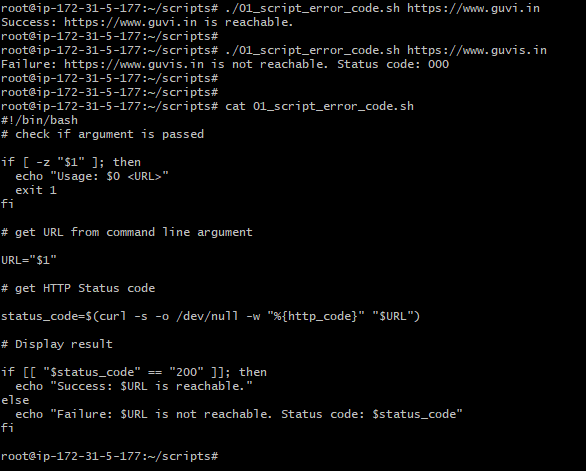 root@ip-172-31-5-177:~/scripts# ./01_script_error_code.sh https://www.guvi.in
Success: https://www.guvi.in is reachable.
root@ip-172-31-5-177:~/scripts#
root@ip-172-31-5-177:~/scripts# ./01_script_error_code.sh https://www.guvis.in
Failure: https://www.guvis.in is not reachable. Status code: 000
root@ip-172-31-5-177:~/scripts#
root@ip-172-31-5-177:~/scripts#
root@ip-172-31-5-177:~/scripts# cat 01_script_error_code.sh
#!/bin/bash
# check if argument is passed

if [ -z "$1" ]; then
  echo "Usage: $0 <URL>"
  exit 1
fi

# get URL from command line argument

URL="$1"

# get HTTP Status code

status_code=$(curl -s -o /dev/null -w "%{http_code}" "$URL")

# Display result

if [[ "$status_code" == "200" ]]; then
  echo "Success: $URL is reachable."
else
  echo "Failure: $URL is not reachable. Status code: $status_code"
fi

root@ip-172-31-5-177:~/scripts#